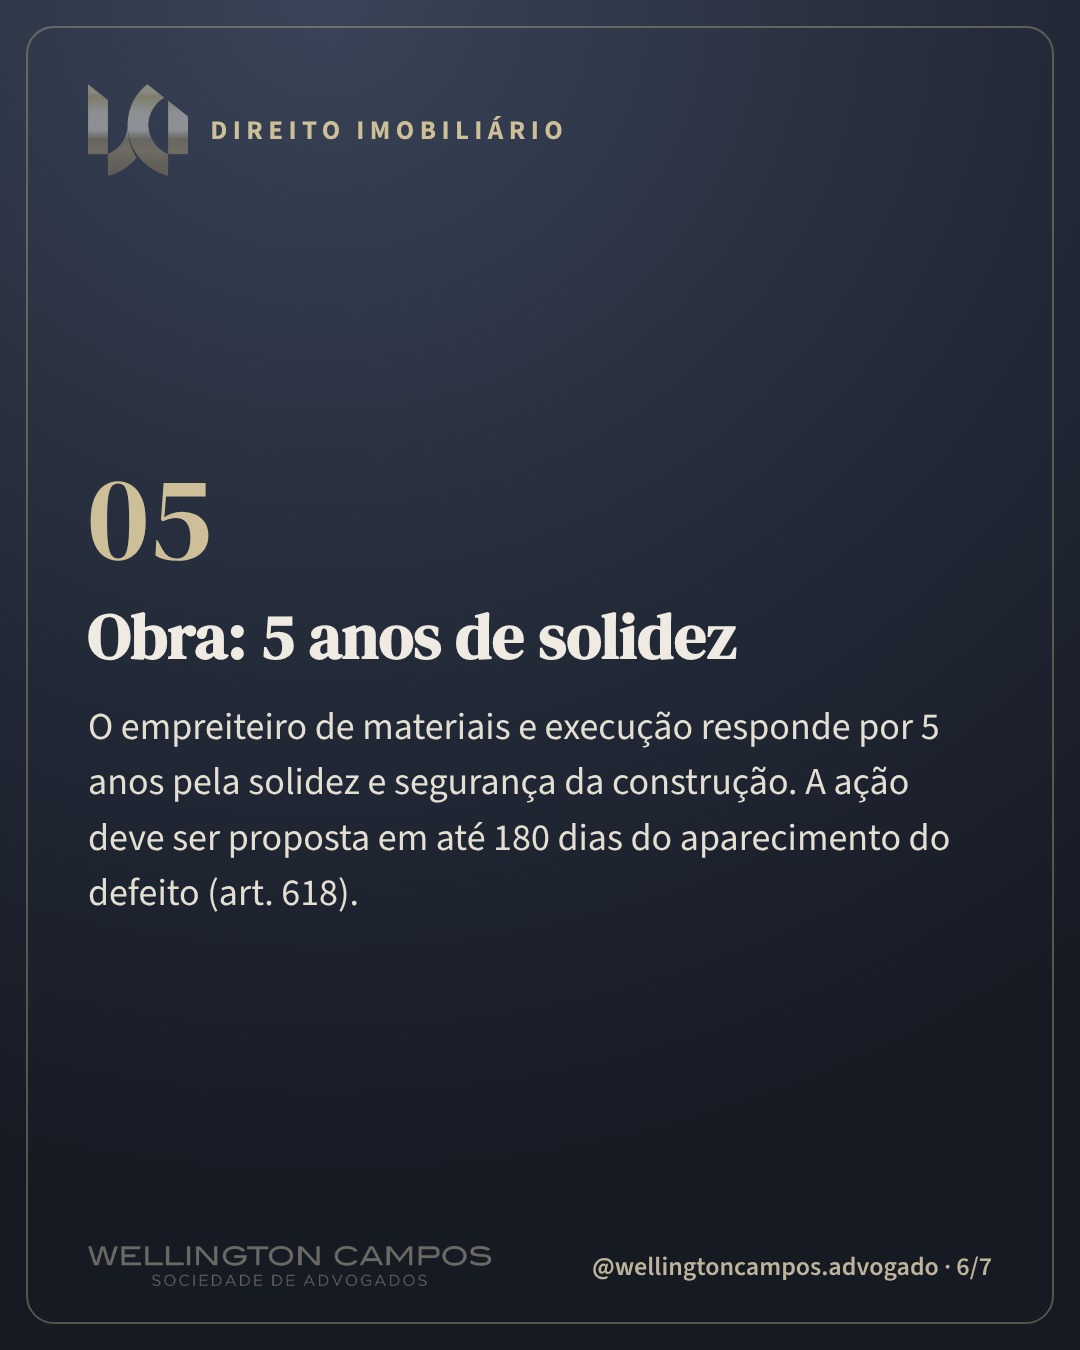 DIREITO IMOBILIÁRIO
05
Obra: 5 anos de solidez
O empreiteiro de materiais e execução responde por 5
anos pela solidez e segurança da construção. A ação
deve ser proposta em até 180 dias do aparecimento do
defeito (art. 618).
WELLINGTON CAMPOS
SOCIEDADE DE ADVOGADOS
@wellingtoncampos.advogado · 6/7